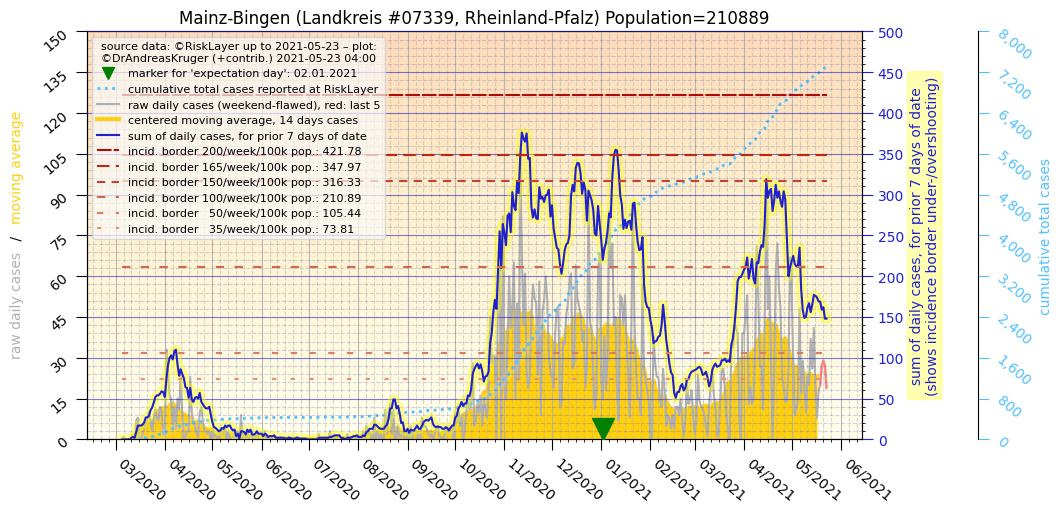 Mainz-Bingen (Landkreis #07339, Rheinland-Pfalz) Population=210889
source data: ©RiskLayer up to 2021-05-23 – plot:
©DrAndreasKruger (+contrib.) 2021-05-23 04:00
marker for 'expectation day': 02.01.2021
cumulative total cases reported at RiskLayer
raw daily cases (weekend-flawed), red: last 5
centered moving average, 14 days cases
sum of daily cases, for prior 7 days of date
incid. border 200/week/100k pop.: 421.78
incid. border 165/week/100k pop.: 347.97
incid. border 150/week/100k pop.: 316.33
incid. border 100/week/100k pop.: 210.89
incid. border 50/week/100k pop.: 105.44
incid. border 35/week/100k pop.: 73.81
raw daily cases / moving average
150
135
120
105
90
75
60
45
30
15
0
03/2020
04/2020
05/2020
06/2020
07/2020
08/2020
09/2020
10/2020
11/2020
12/2020
01/2021
02/2021
03/2021
04/2021
05/2021
06/2021
500
450
400
350
300
250
200
150
100
50
0
sum of daily cases, for prior 7 days of date
(shows incidence border under-/overshooting)
8,000
7,200
6,400
5,600
4,800
4,000
3,200
2,400
1,600
800
0
cumulative total cases